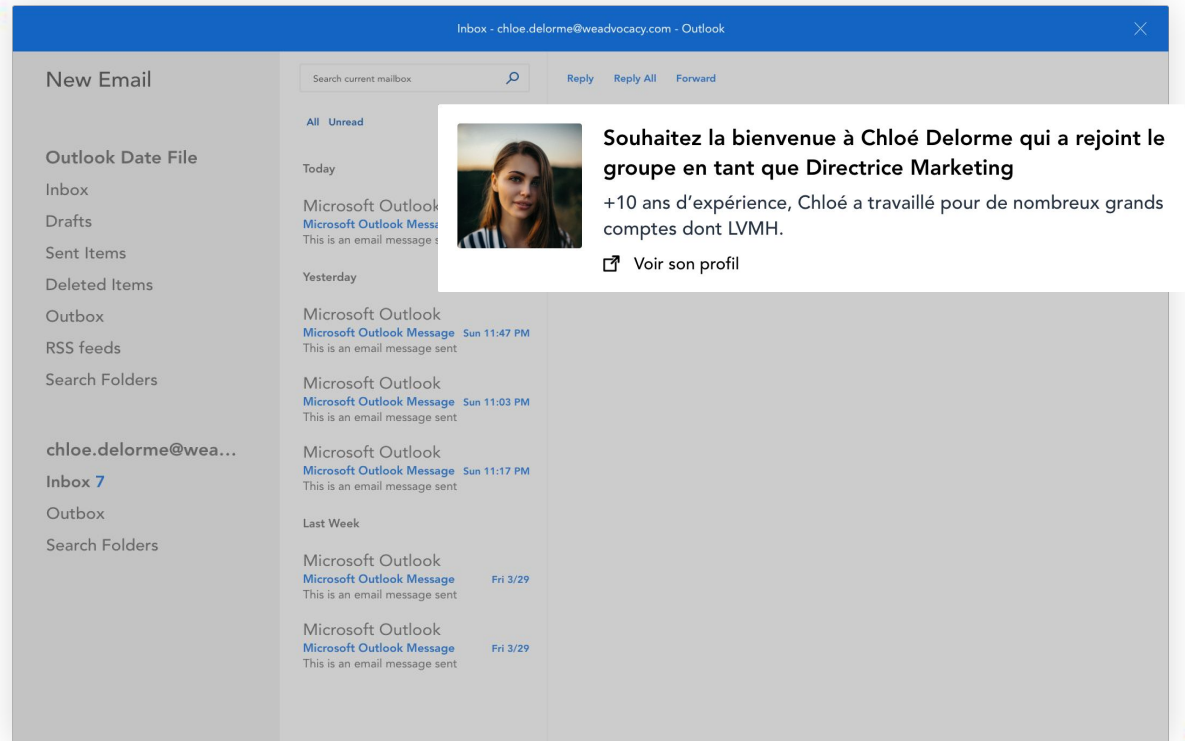 Inbox - chloe.delorme@weadvocacy.com - Outlook
New Email
Outlook Date File
Inbox
Drafts
Sent Items
Deleted Items
Outbox
RSS feeds
Search Folders
chloe.delorme@wea...
Inbox 7
Outbox
Search Folders
Search current mailbox
All Unread
Today
Microsoft Outlook
Microsoft Outlook
This is an email message
Yesterday
Microsoft Outlook
Microsoft Outlook Message Sun 11:47 PM
This is an email message sent
Microsoft Outlook
Microsoft Outlook Message Sun 11:03 PM
This is an email message sent
Microsoft Outlook
Microsoft Outlook Message Sun 11:17 PM
This is an email message sent
Last Week
Microsoft Outlook
Microsoft Outlook Message Fri 3/29
This is an email message sent
Microsoft Outlook
Microsoft Outlook Message Fri 3/29
This is an email message sent
Reply Reply All Forward
Souhaitez la bienvenue à Chloé Delorme qui a rejoint le
groupe en tant que Directrice Marketing
+10 ans d’expérience, Chloé a travaillé pour de nombreux grands
comptes dont LVMH.
Voir son profil